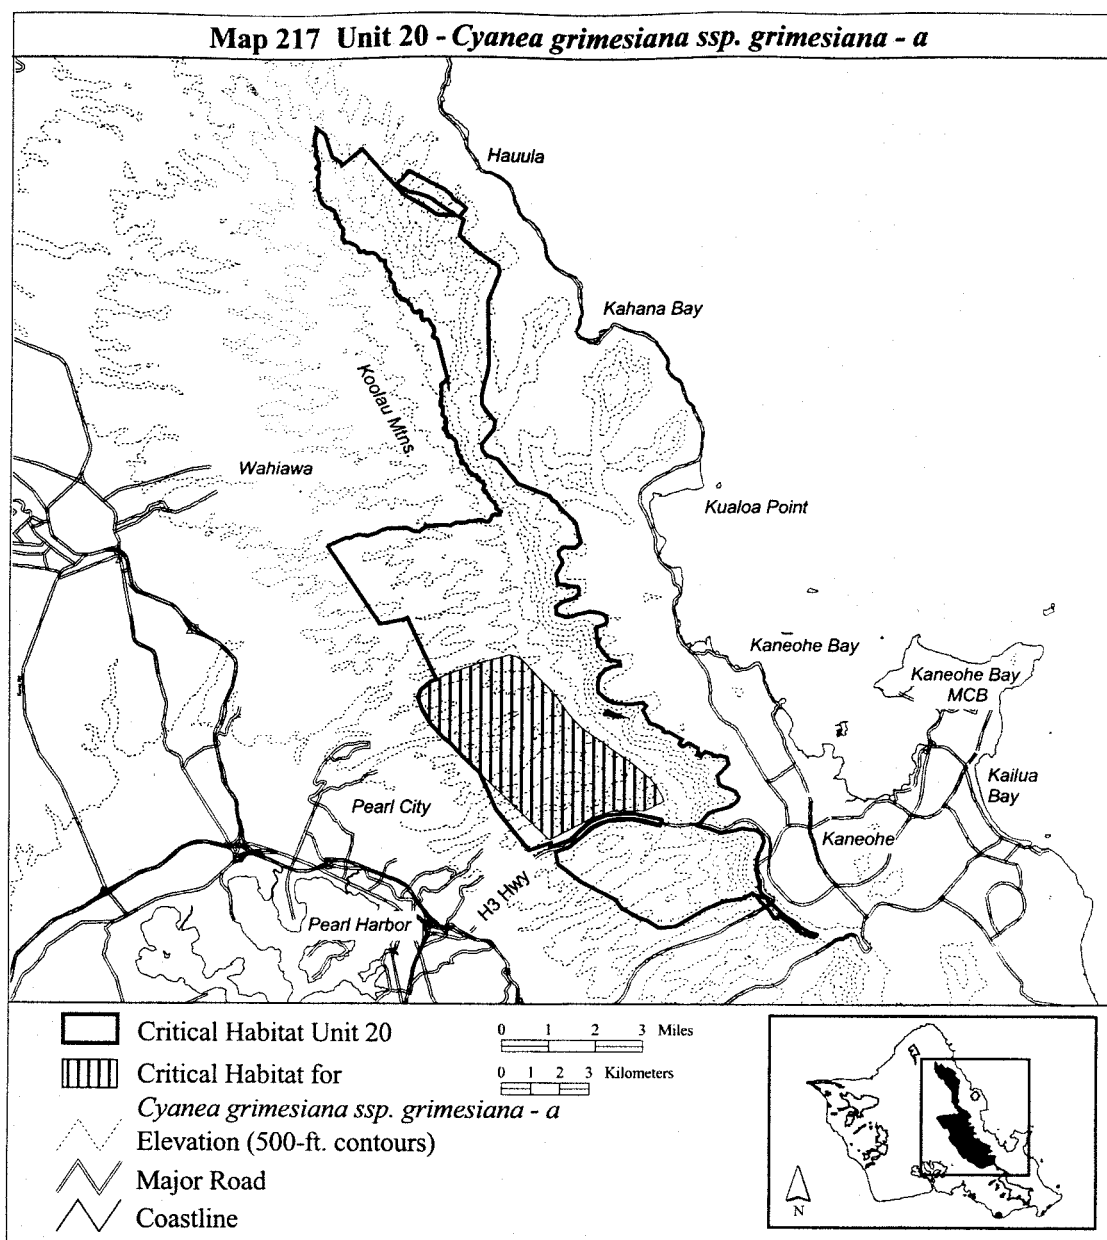 Map 217 Unit 20 - Cyanea grimesiana ssp. grimesiana - a
Hauula
Kahana Bay
Koolau Mtns
Wahiawa
Kualoa Point
Kaneohe Bay
Kaneohe Bay
MCB
Kailua
Bay
Pearl City
Kaneohe
H3 Hwy
Pearl Harbor
Critical Habitat Unit 20
0 1 2 3 Miles
Critical Habitat for
0 1 2 3 Kilometers
Cyanea grimesiana ssp. grimesiana - a
Elevation (500-ft. contours)
Major Road
Coastline
N